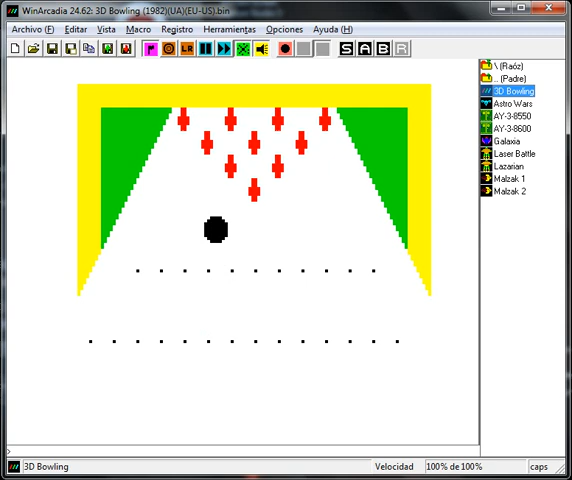 WinArcadia 24.62: 3D Bowling (1982)(UA)(EU-US).bin
Archivo (F) Editar Vista Macro Registro Herramientas Opciones Ayuda (H)
LR S A B R
\ (Raóz)
.. (Padre)
3D Bowling
Astro Wars
AY-3-8550
AY-3-8600
Galaxia
Laser Battle
Lazarian
Malzak 1
Malzak 2
>
3D Bowling Velocidad 100% de 100% caps